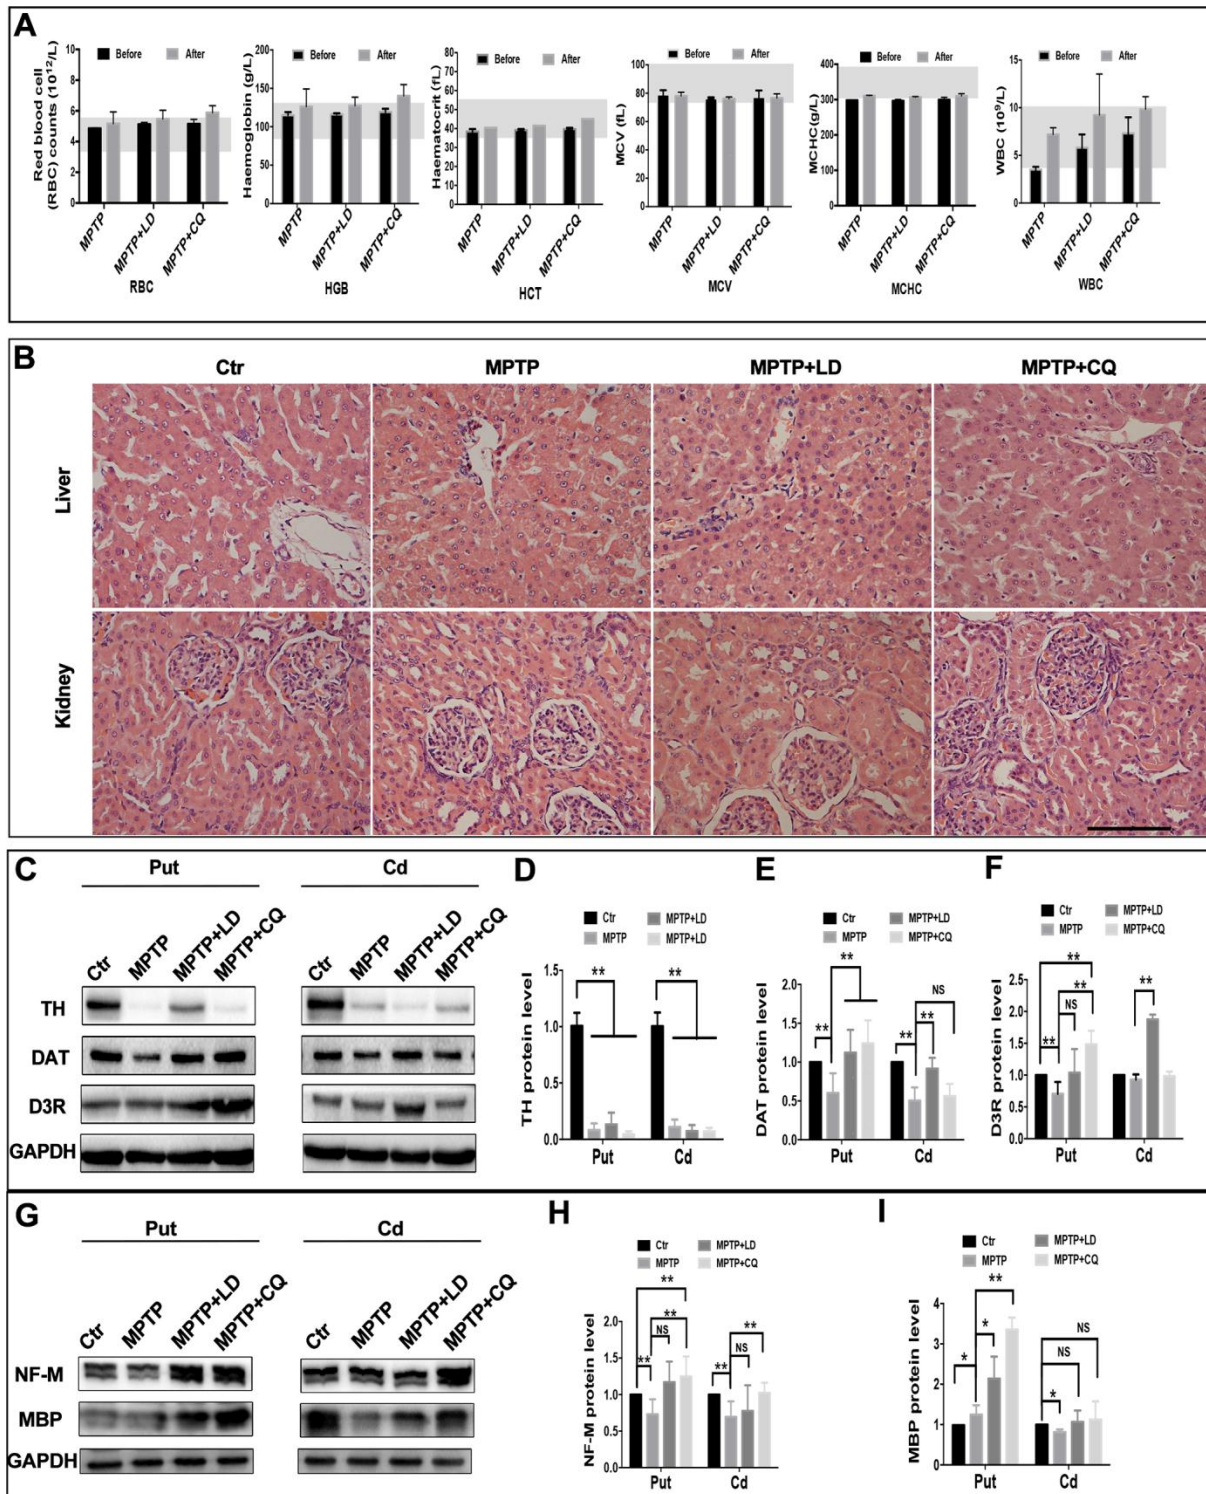 A
Red blood cell
(RBC) counts (10¹²/L)
10
8
6
4
2
0
Before After
MPTP MPTP+LD MPTP+CQ
RBC
Haemoglobin (g/L)
200
150
100
50
0
Before After
MPTP MPTP+LD MPTP+CQ
HGB
Haematocrit (fL)
80
70
60
50
40
30
20
10
0
Before After
MPTP MPTP+LD MPTP+CQ
HCT
MCV (fL)
Before After
100
75
50
25
0
MPTP MPTP+LD MPTP+CQ
MCV
MCHC(g/L)
Before After
400
300
200
100
0
MPTP MPTP+LD MPTP+CQ
MCHC
WBC (10⁹/L)
Before After
15
10
5
0
MPTP MPTP+LD MPTP+CQ
WBC
B
Ctr MPTP MPTP+LD MPTP+CQ
Liver
Kidney
C
Put Cd
Ctr MPTP MPTP+LD MPTP+CQ Ctr MPTP MPTP+LD MPTP+CQ
TH
DAT
D3R
GAPDH
D
Ctr MPTP+LD
MPTP MPTP+LD
TH protein level
1.5
1.0
0.5
0.0
** **
Put Cd
E
Ctr MPTP+LD
MPTP MPTP+CQ
DAT protein level
2.0
1.5
1.0
0.5
0.0
** ** ** ** NS
Put Cd
F
Ctr MPTP+LD
MPTP MPTP+CQ
D3R protein level
2.5
2.0
1.5
1.0
0.5
0.0
** NS ** ** **
Put Cd
G
Put Cd
Ctr MPTP MPTP+LD MPTP+CQ Ctr MPTP MPTP+LD MPTP+CQ
NF-M
MBP
GAPDH
H
Ctr MPTP+LD
MPTP MPTP+CQ
NF-M protein level
2.0
1.5
1.0
0.5
0.0
** NS ** ** ** NS **
Put Cd
I
Ctr MPTP+LD
MPTP MPTP+CQ
MBP protein level
4
3
2
1
0
* * ** * NS NS
Put Cd